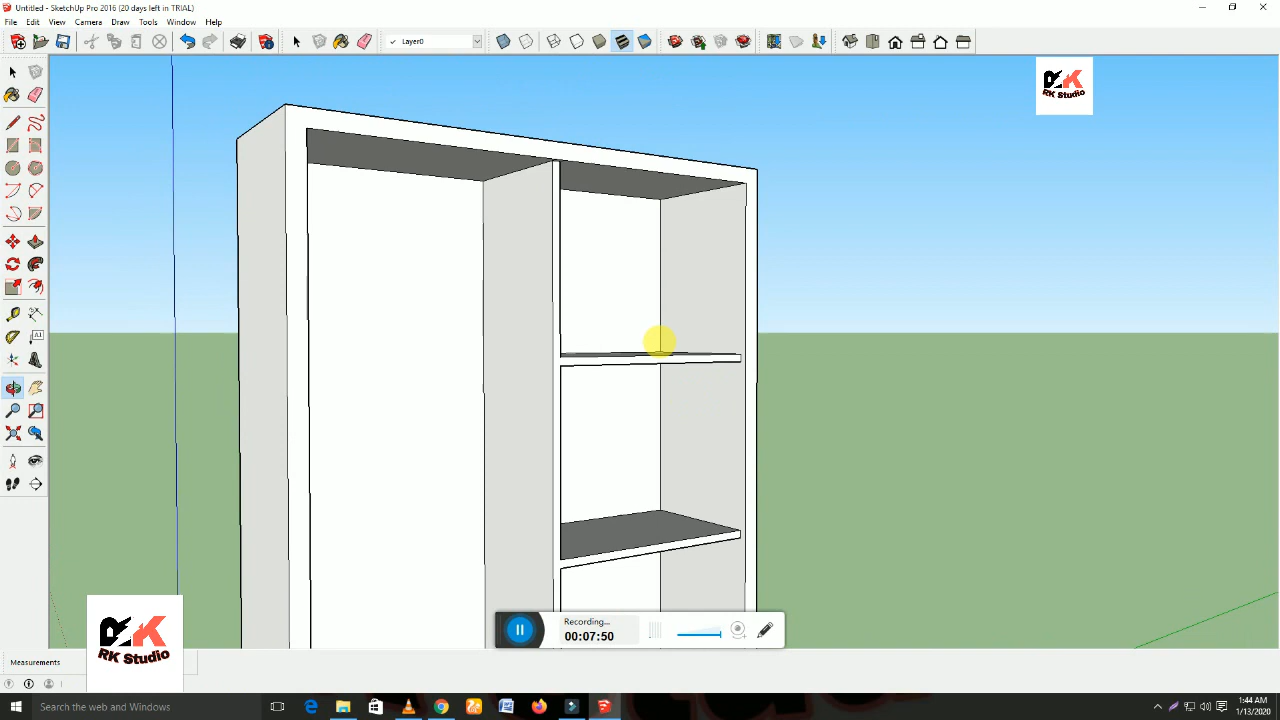 Untitled - SketchUp Pro 2016 (20 days left in TRIAL)
File Edit View Camera Draw Tools Window Help
Layer0
RK Studio
A1
Recording...
00:07:50
RK Studio
Measurements
Search the web and Windows
1:44 AM
1/13/2020